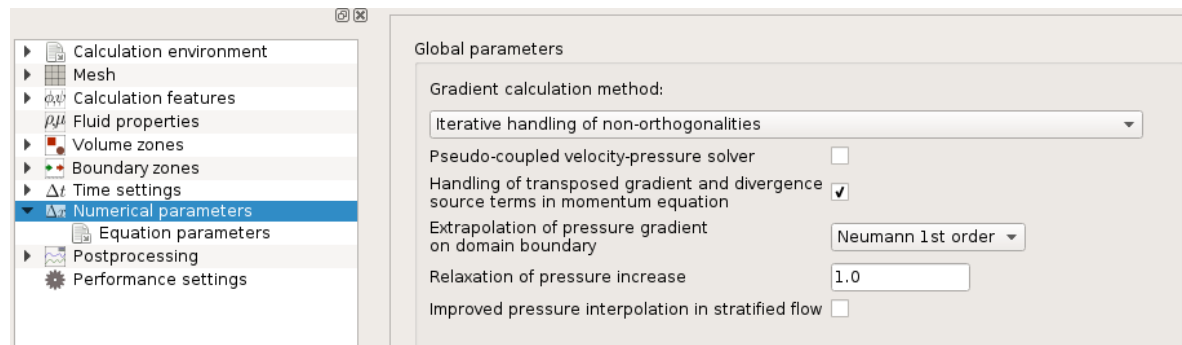 Calculation environment
Mesh
φ,ψ Calculation features
ρ,μ Fluid properties
Volume zones
Boundary zones
Δt Time settings
Numerical parameters
Equation parameters
Postprocessing
Performance settings
Global parameters
Gradient calculation method:
Iterative handling of non-orthogonalities
Pseudo-coupled velocity-pressure solver
Handling of transposed gradient and divergence
source terms in momentum equation
Extrapolation of pressure gradient
on domain boundary
Neumann 1st order
Relaxation of pressure increase
1.0
Improved pressure interpolation in stratified flow